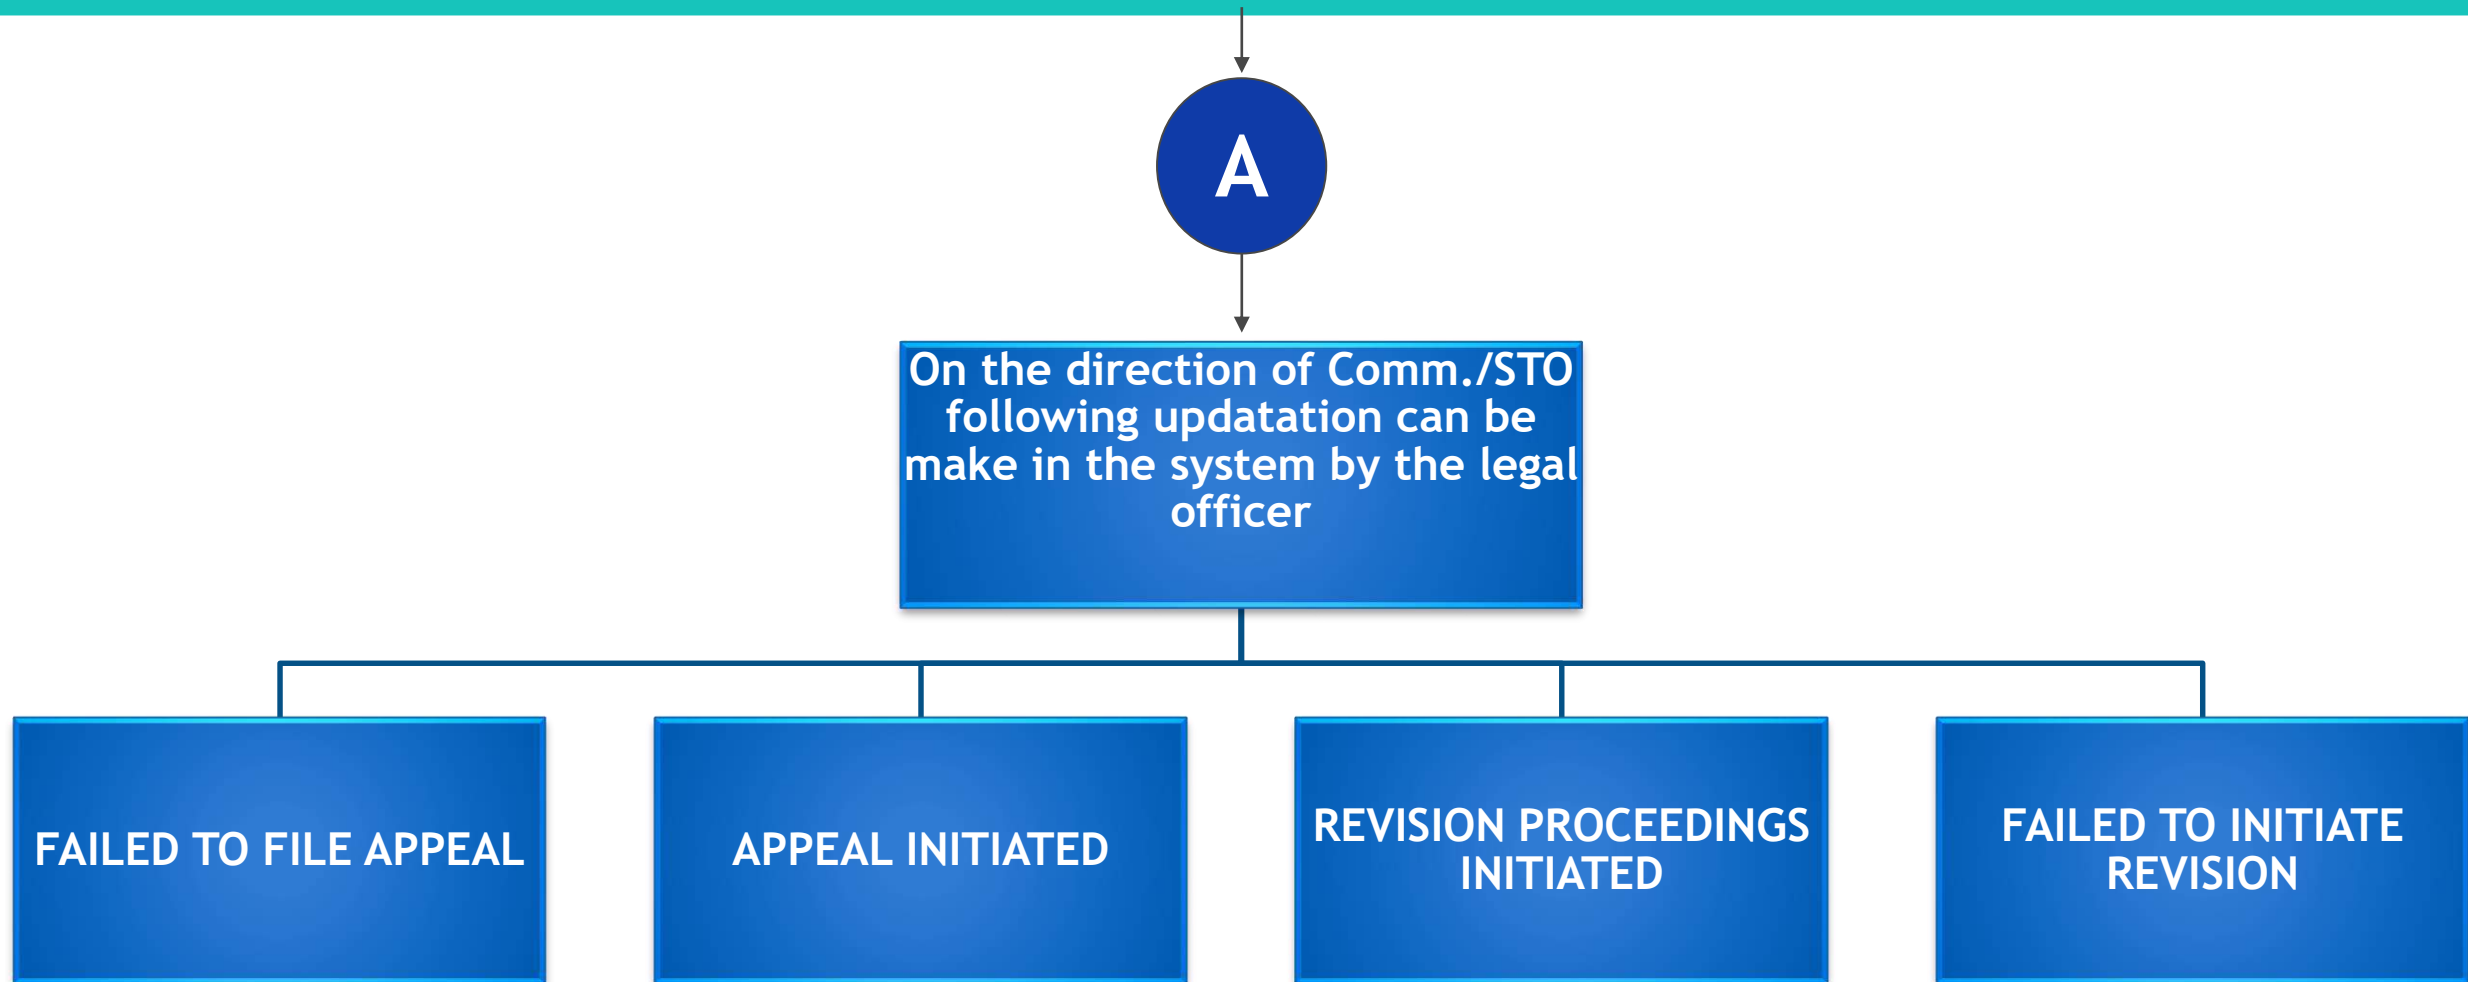 A
On the direction of Comm./STO
following updatation can be
make in the system by the legal
officer
FAILED TO FILE APPEAL
APPEAL INITIATED
REVISION PROCEEDINGS
INITIATED
FAILED TO INITIATE
REVISION